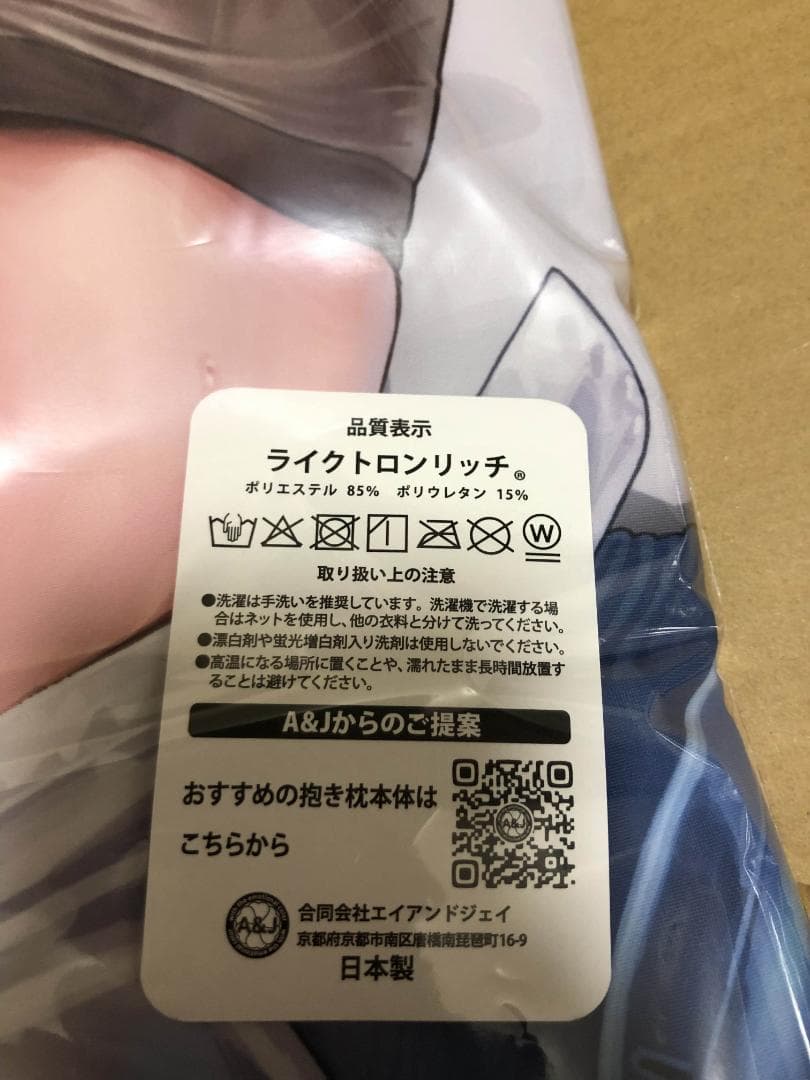 品質表示
ライクトロンリッチ®
ポリエステル 85% ポリウレタン 15%
W
取り扱い上の注意
●洗濯は手洗いを推奨しています。洗濯機で洗濯する場
合はネットを使用し、他の衣料と分けて洗ってください。
●漂白剤や蛍光増白剤入り洗剤は使用しないでください。
●高温になる場所に置くことや、濡れたまま長時間放置す
ることは避けてください。
A&Jからのご提案
おすすめの抱き枕本体は
こちらから
A&J
A&J
合同会社エイアンドジェイ
京都府京都市南区唐橋南琵琶町16-9
日本製